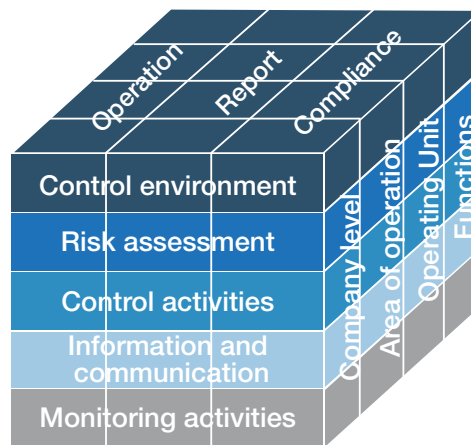 Operation
Report
Compliance
Control environment
Risk assessment
Control activities
Information and
communication
Monitoring activities
Company level
Area of operation
Operating Unit
Functions